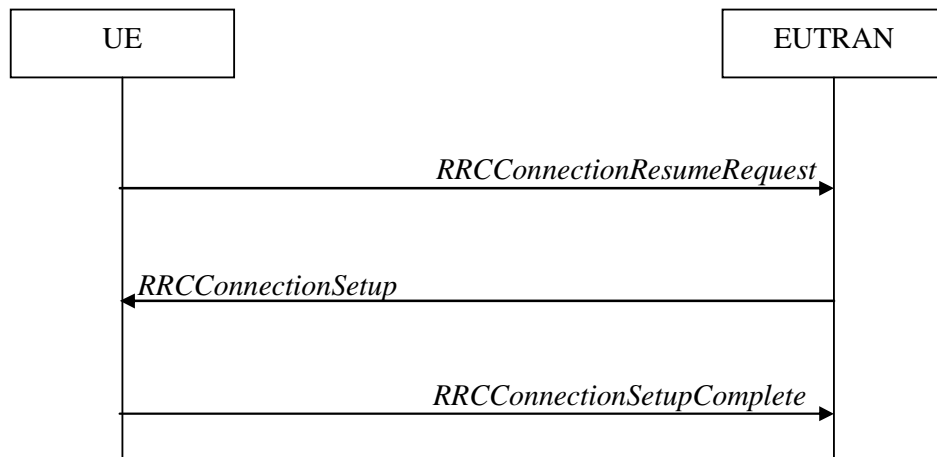 UE
EUTRAN
RRCConnectionResumeRequest
RRCConnectionSetup
RRCConnectionSetupComplete